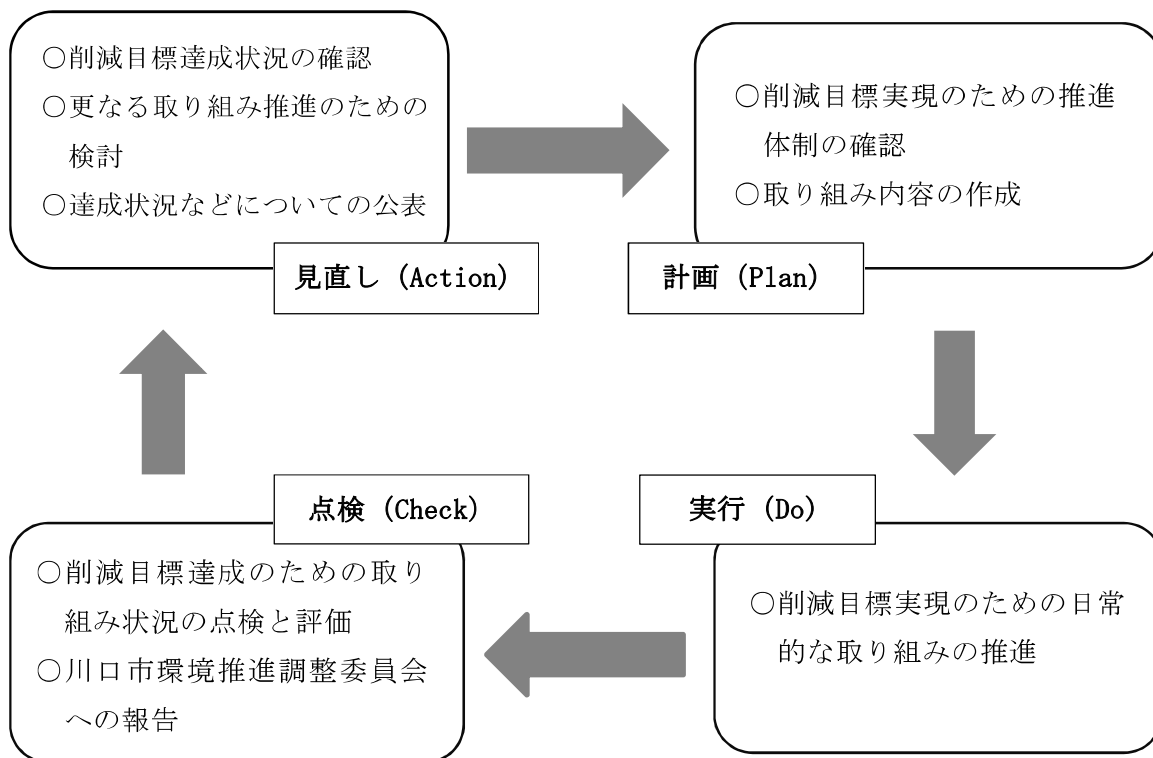 ○削減目標達成状況の確認
○更なる取り組み推進のための
検討
○達成状況などについての公表
見直し (Action)
○削減目標実現のための推進
体制の確認
○取り組み内容の作成
計画 (Plan)
点検 (Check)
○削減目標達成のための取り
組み状況の点検と評価
○川口市環境推進調整委員会
への報告
実行 (Do)
○削減目標実現のための日常
的な取り組みの推進